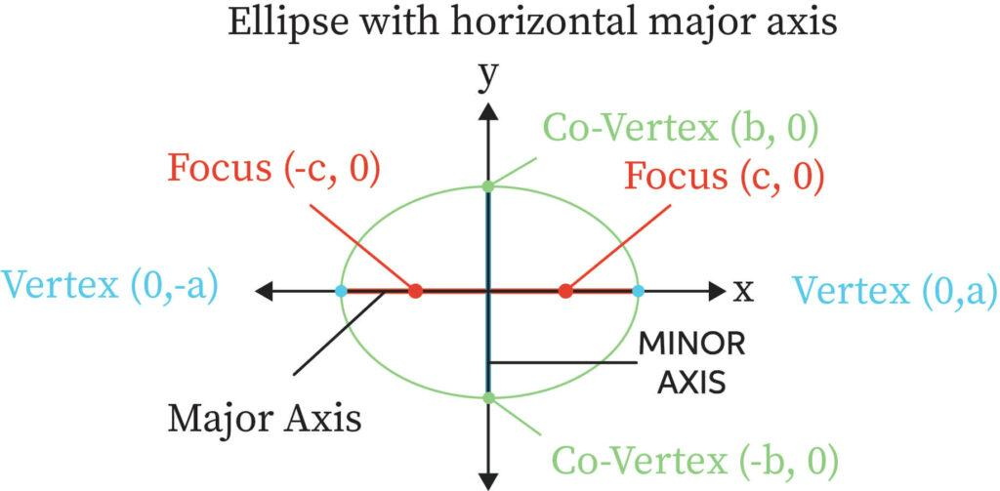 Ellipse with horizontal major axis
y
Co-Vertex (b, 0)
Focus (-c, 0)
Focus (c, 0)
Vertex (0,-a)
x
Vertex (0,a)
MINOR
AXIS
Major Axis
Co-Vertex (-b, 0)